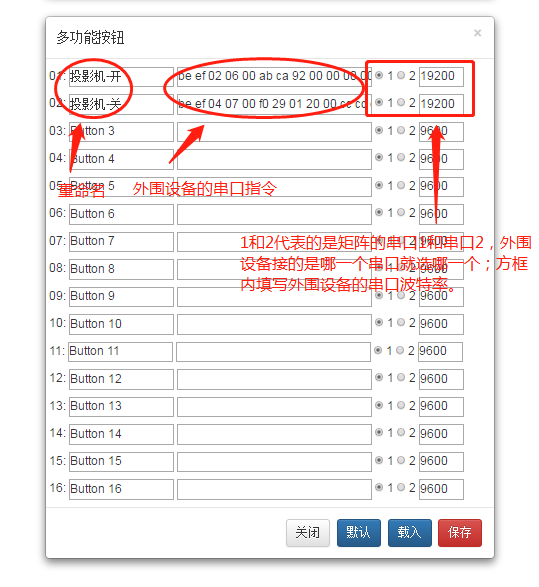 多功能按钮 ×
01: 投影机-开 be ef 02 06 00 ab ca 92 00 00 00 00 1 2 19200
02: 投影机-关 be ef 04 07 00 f0 29 01 20 00 cc cc 1 2 19200
03: Button 3 1 2 9600
04: Button 4 1 2 9600
05: Button 5 1 2 9600
重命名 外围设备的串口指令
06: Button 6 1 2 9600
07: Button 7 1 2 9600
1和2代表的是矩阵的串口1和串口2，外围
设备接的是哪一个串口就选哪一个；方框
内填写外围设备的串口波特率。
08: Button 8 1 2 9600
09: Button 9 1 2 9600
10: Button 10 1 2 9600
11: Button 11 1 2 9600
12: Button 12 1 2 9600
13: Button 13 1 2 9600
14: Button 14 1 2 9600
15: Button 15 1 2 9600
16: Button 16 1 2 9600
关闭 默认 载入 保存